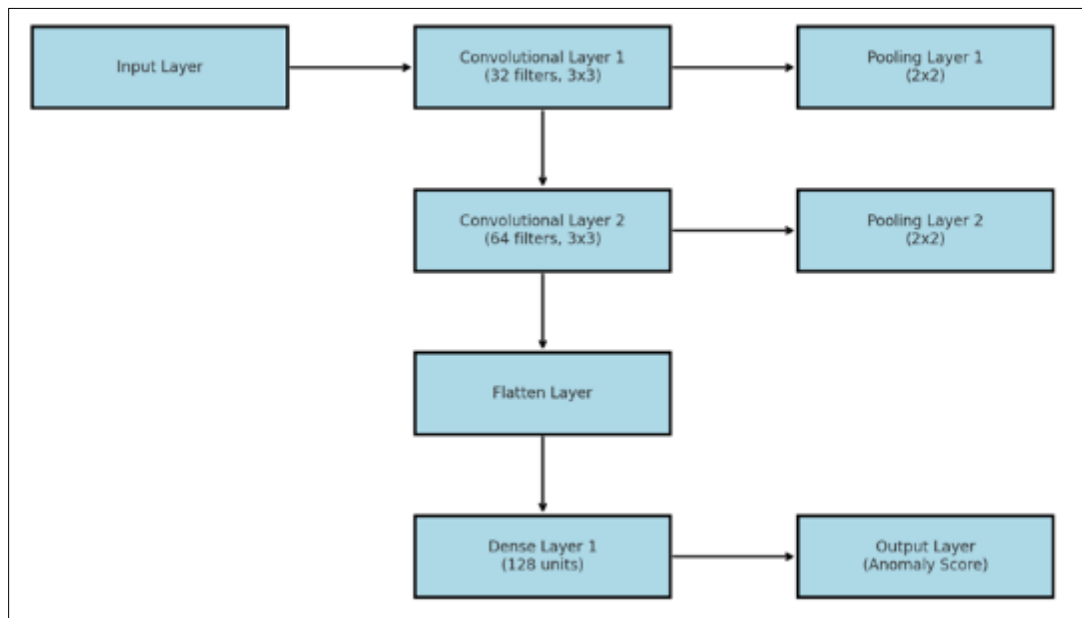 Input Layer
Convolutional Layer 1
(32 filters, 3x3)
Pooling Layer 1
(2x2)
Convolutional Layer 2
(64 filters, 3x3)
Pooling Layer 2
(2x2)
Flatten Layer
Dense Layer 1
(128 units)
Output Layer
(Anomaly Score)